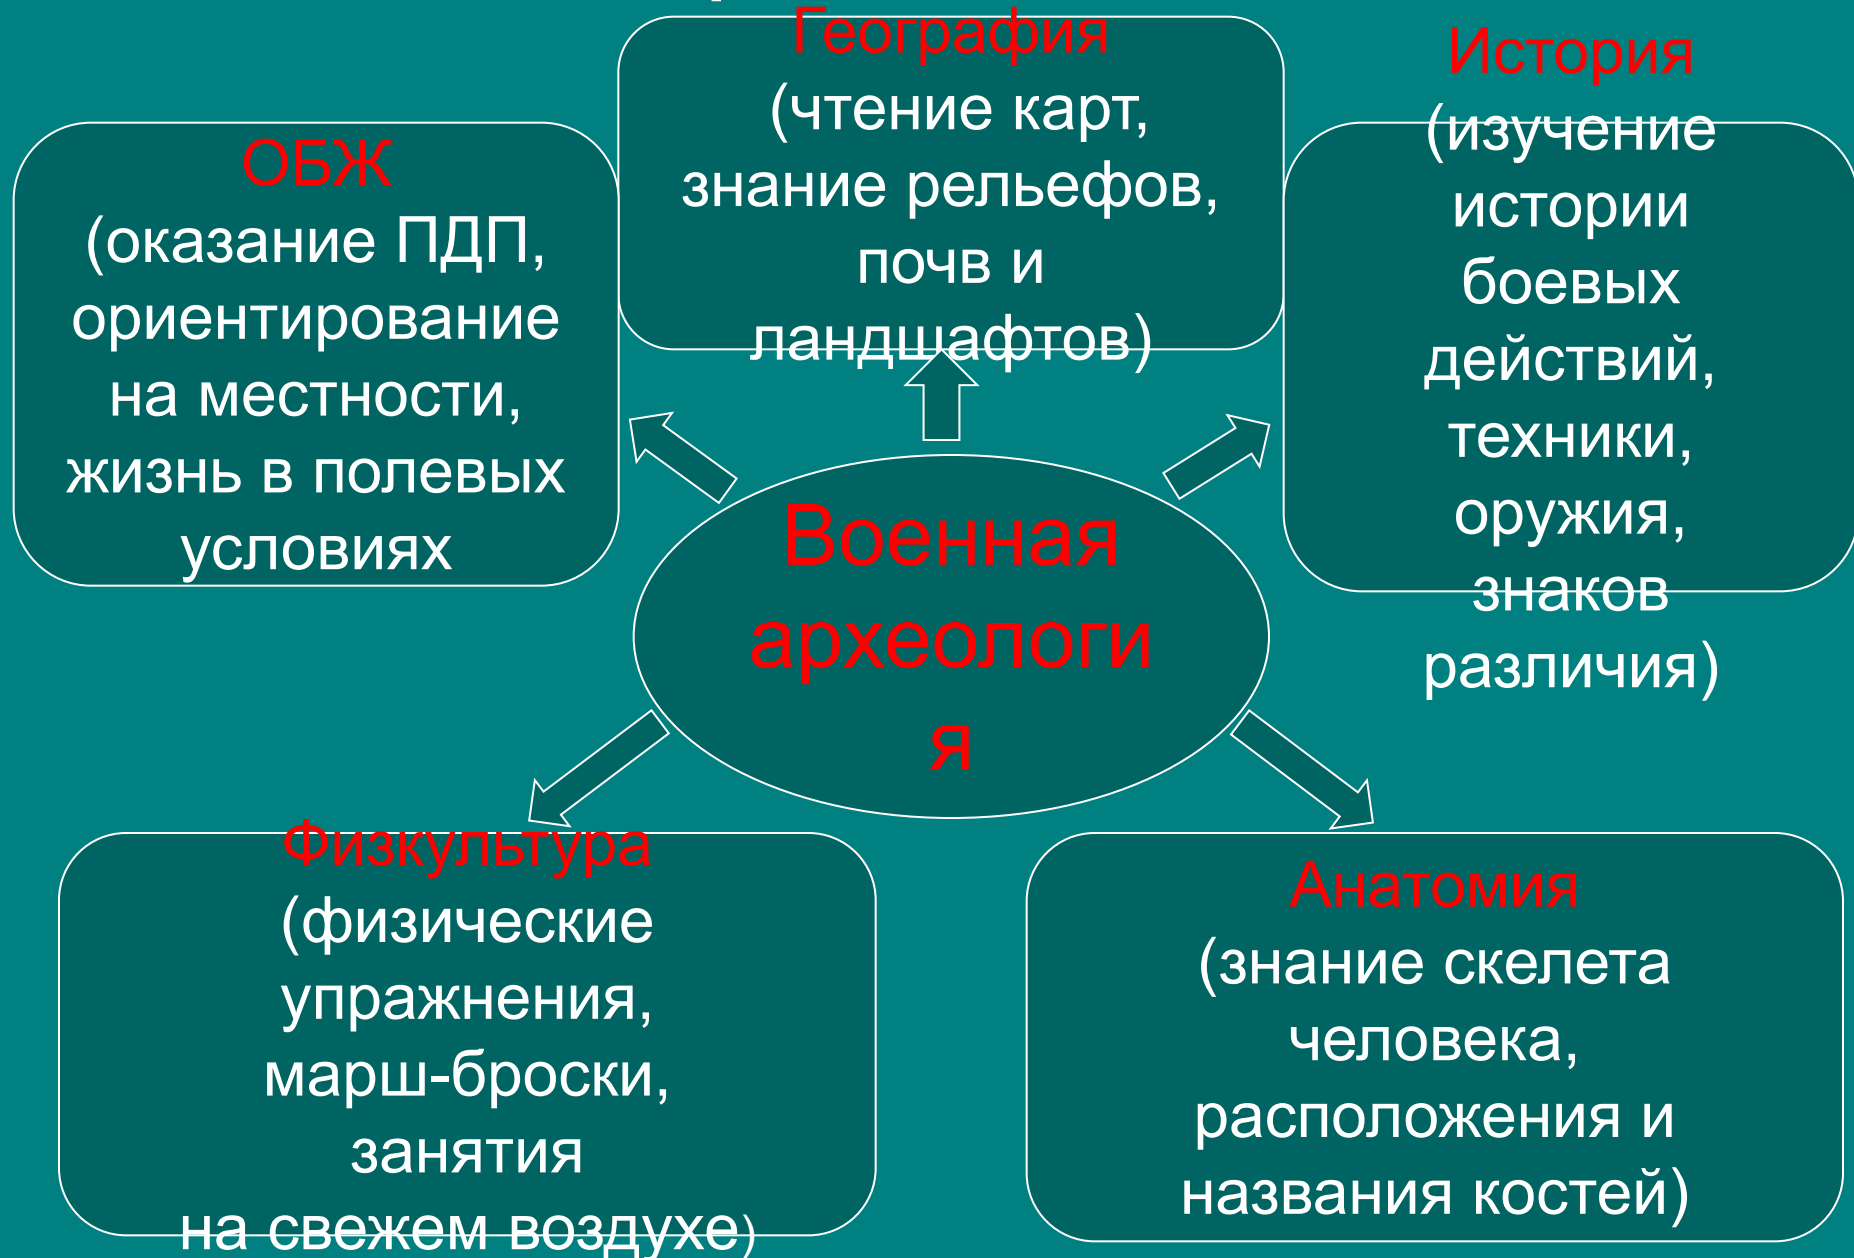 География
(чтение карт,
знание рельефов,
почв и
ландшафтов)
История
(изучение
истории
боевых
действий,
техники,
оружия,
знаков
различия)
ОБЖ
(оказание ПДП,
ориентирование
на местности,
жизнь в полевых
условиях
Военная
археологи
я
Физкультура
(физические
упражнения,
марш-броски,
занятия
на свежем воздухе)
Анатомия
(знание скелета
человека,
расположения и
названия костей)